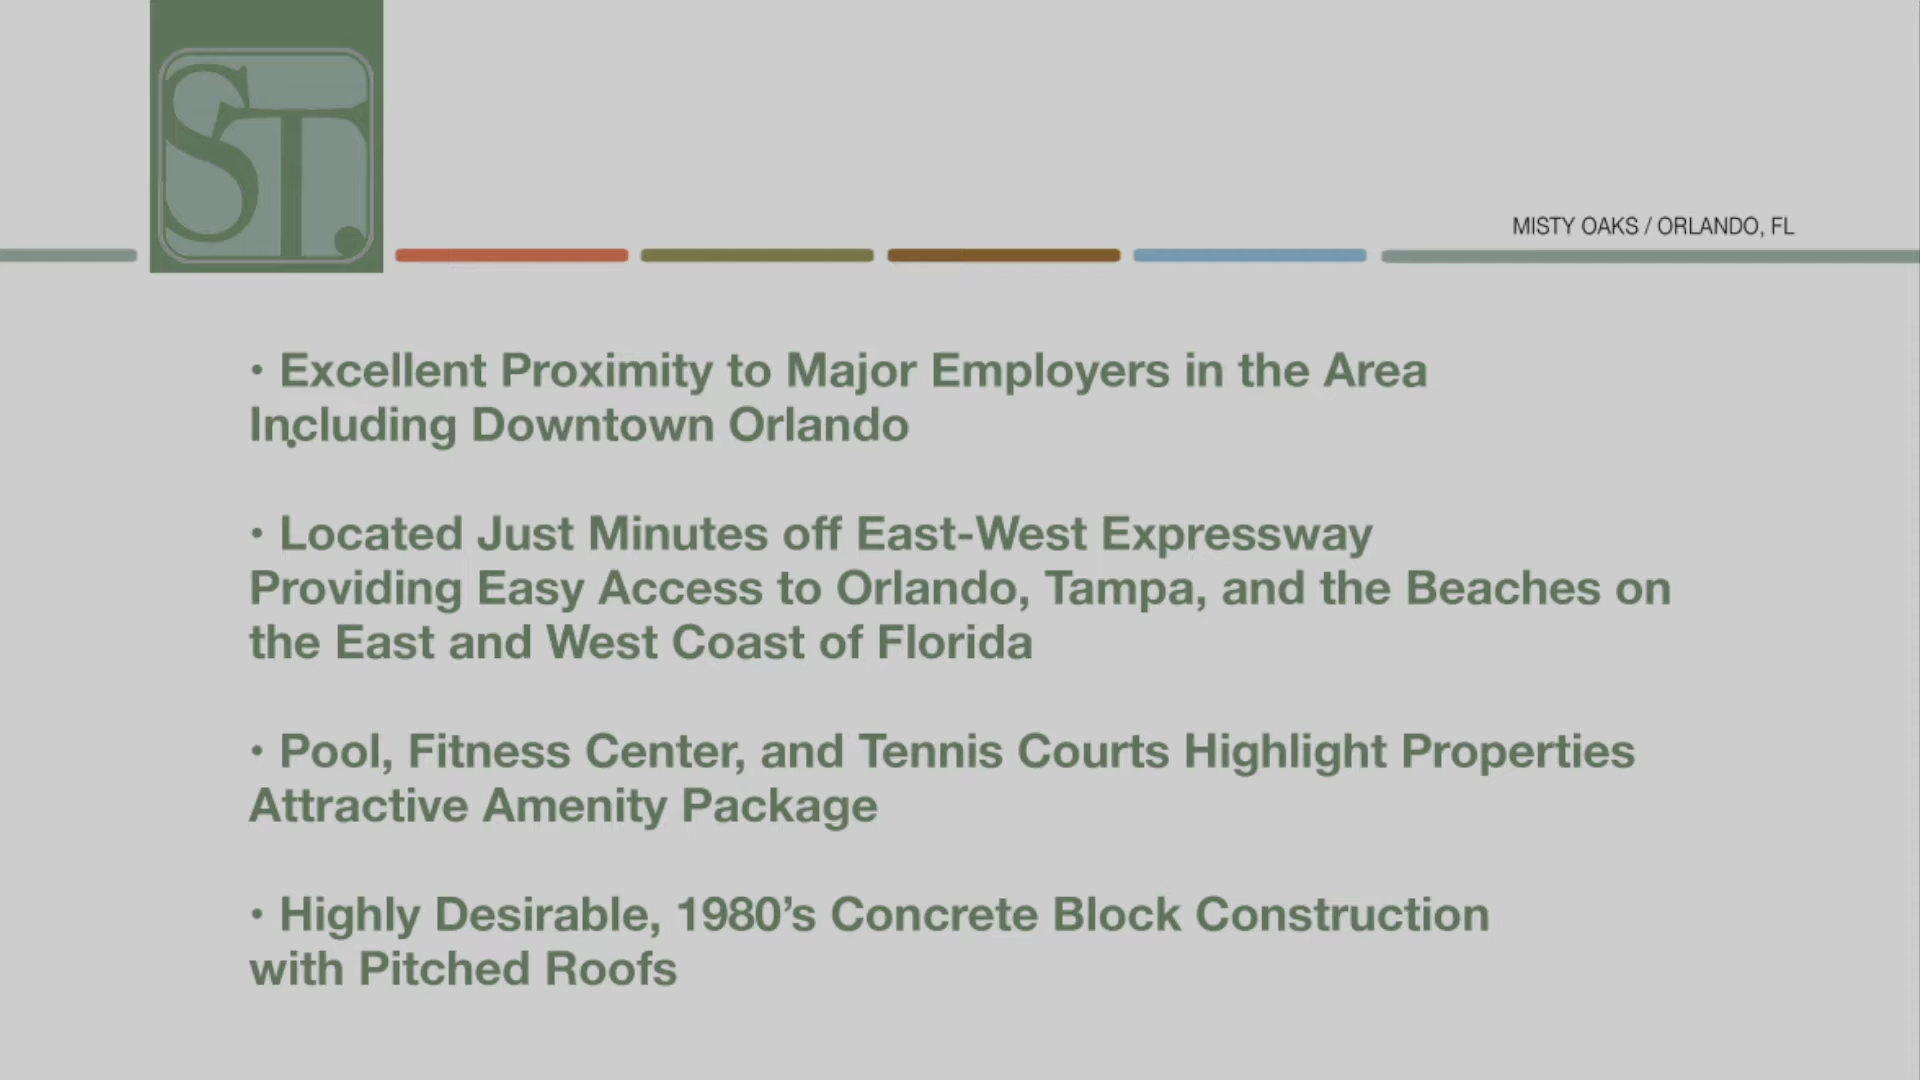 ST.
MISTY OAKS / ORLANDO, FL
• Excellent Proximity to Major Employers in the Area
Including Downtown Orlando
• Located Just Minutes off East-West Expressway
Providing Easy Access to Orlando, Tampa, and the Beaches on
the East and West Coast of Florida
• Pool, Fitness Center, and Tennis Courts Highlight Properties
Attractive Amenity Package
• Highly Desirable, 1980’s Concrete Block Construction
with Pitched Roofs